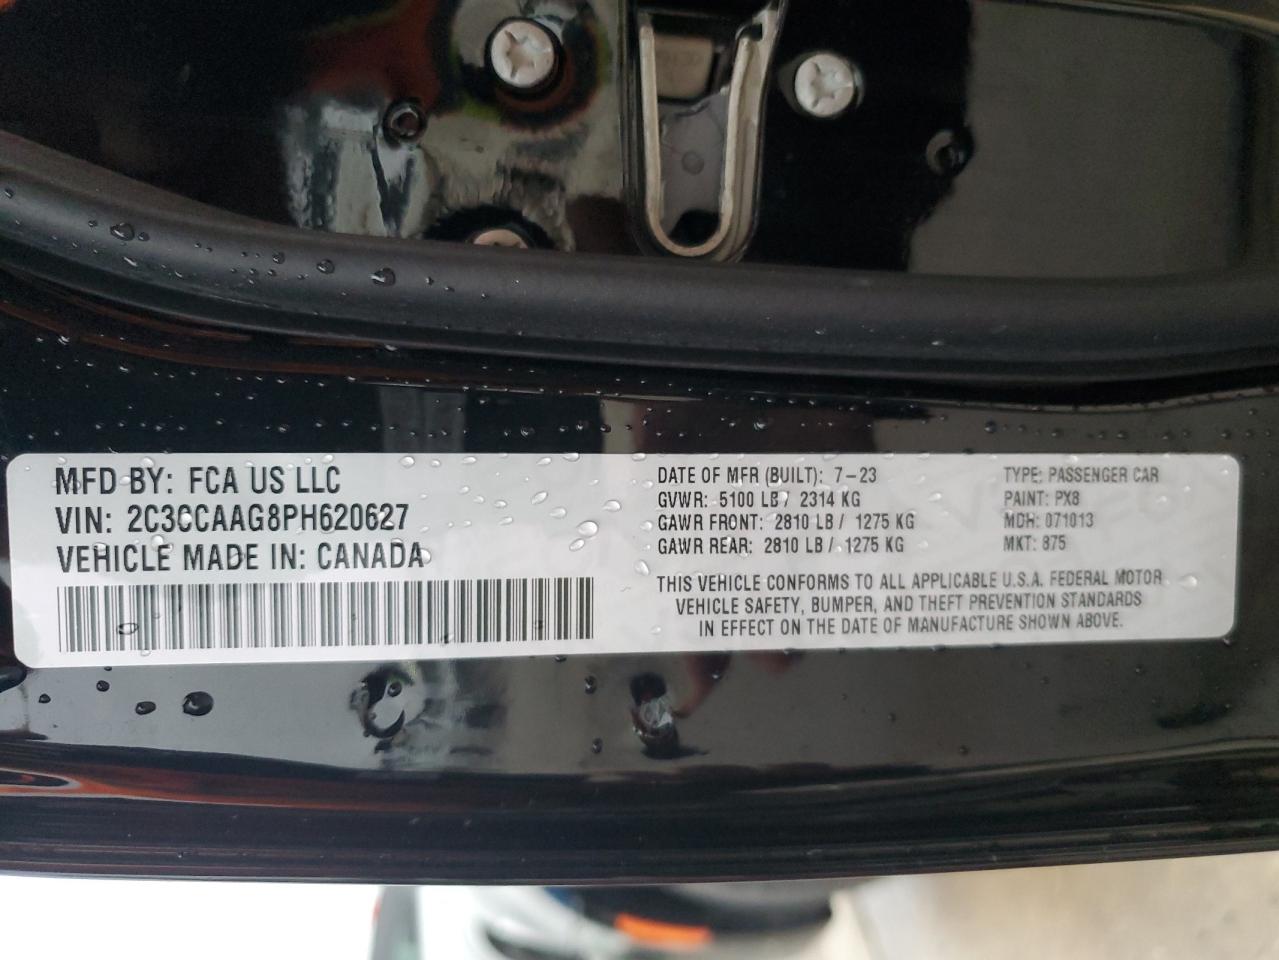 MFD BY: FCA US LLC
VIN: 2C3CCAAG8PH620627
VEHICLE MADE IN: CANADA
DATE OF MFR (BUILT): 7-23
GVWR: 5100 LB / 2314 KG
GAWR FRONT: 2810 LB / 1275 KG
GAWR REAR: 2810 LB / 1275 KG
TYPE: PASSENGER CAR
PAINT: PX8
MDH: 071013
MKT: 875
THIS VEHICLE CONFORMS TO ALL APPLICABLE U.S.A. FEDERAL MOTOR
VEHICLE SAFETY, BUMPER, AND THEFT PREVENTION STANDARDS
IN EFFECT ON THE DATE OF MANUFACTURE SHOWN ABOVE.